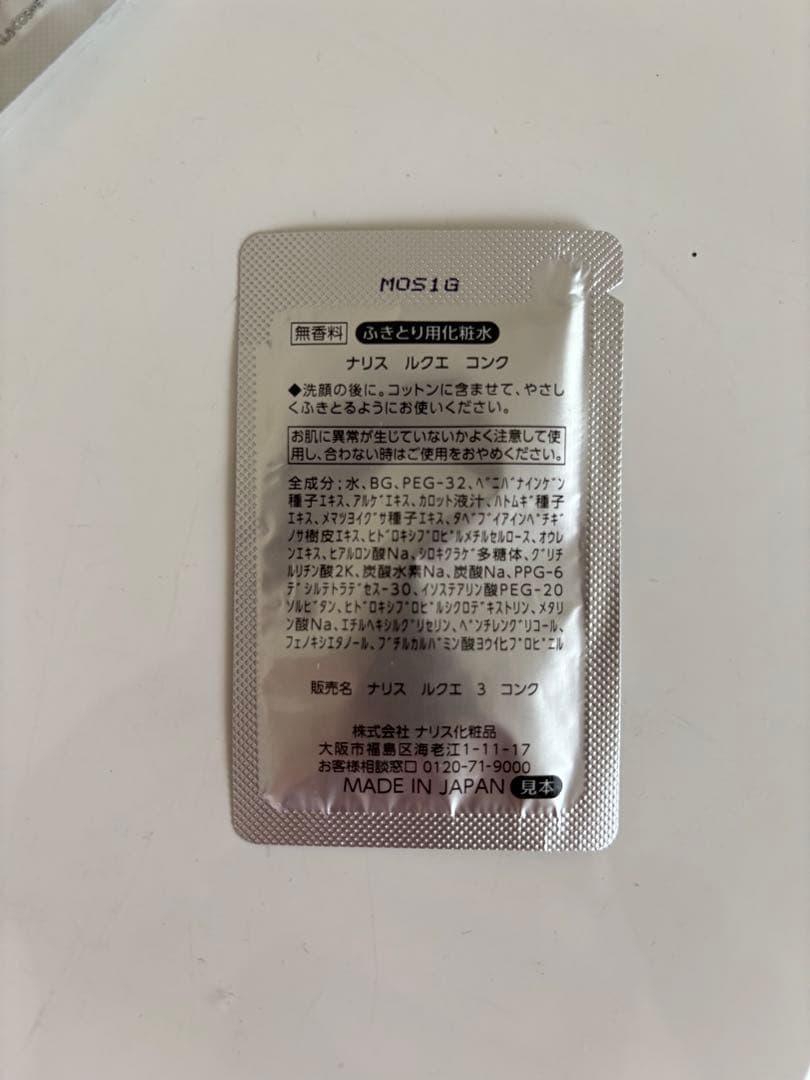 MOS1G
無香料 ふきとり用化粧水
ナリス ルクエ コンク
◆洗顔の後に。コットンに含ませて、やさし
くふきとるようにお使いください。
お肌に異常が生じていないかよく注意して使
用し、合わない時はご使用をおやめください。
全成分;水、BG、PEG-32、ﾍﾞﾆﾊﾞﾅｲﾝｹﾞﾝ
種子ｴｷｽ、ｱﾙｹﾞｴｷｽ、ｶﾛｯﾄ液汁、ﾊﾄﾑｷﾞ種子
ｴｷｽ、ﾒﾏﾂﾖｲｸﾞｻ種子ｴｷｽ、ﾀﾍﾞﾌﾞｲｱｲﾝﾍﾟﾁｷﾞ
ﾉｻ樹皮ｴｷｽ、ﾋﾄﾞﾛｷｼﾌﾟﾛﾋﾟﾙﾒﾁﾙｾﾙﾛｰｽ、ｵｳﾚ
ﾝｴｷｽ、ﾋｱﾙﾛﾝ酸Na、ｼﾛｷｸﾗｹﾞ多糖体、ｸﾞﾘﾁ
ﾙﾘﾁﾝ酸2K、炭酸水素Na、炭酸Na、PPG-6
ﾃﾞｼﾙﾃﾄﾗﾃﾞｾｽ-30、ｲｿｽﾃｱﾘﾝ酸PEG-20
ｿﾙﾋﾞﾀﾝ、ﾋﾄﾞﾛｷｼﾌﾟﾛﾋﾟﾙｼｸﾛﾃﾞｷｽﾄﾘﾝ、ﾒﾀﾘ
ﾝ酸Na、ｴﾁﾙﾍｷｼﾙｸﾞﾘｾﾘﾝ、ﾍﾟﾝﾁﾚﾝｸﾞﾘｺｰﾙ、
ﾌｪﾉｷｼｴﾀﾉｰﾙ、ﾌﾞﾁﾙｶﾙﾊﾞﾐﾝ酸ﾖｳ化ﾌﾟﾛﾋﾟﾆﾙ
販売名 ナリス ルクエ 3 コンク
株式会社 ナリス化粧品
大阪市福島区海老江1-11-17
お客様相談窓口 0120-71-9000
MADE IN JAPAN 見本